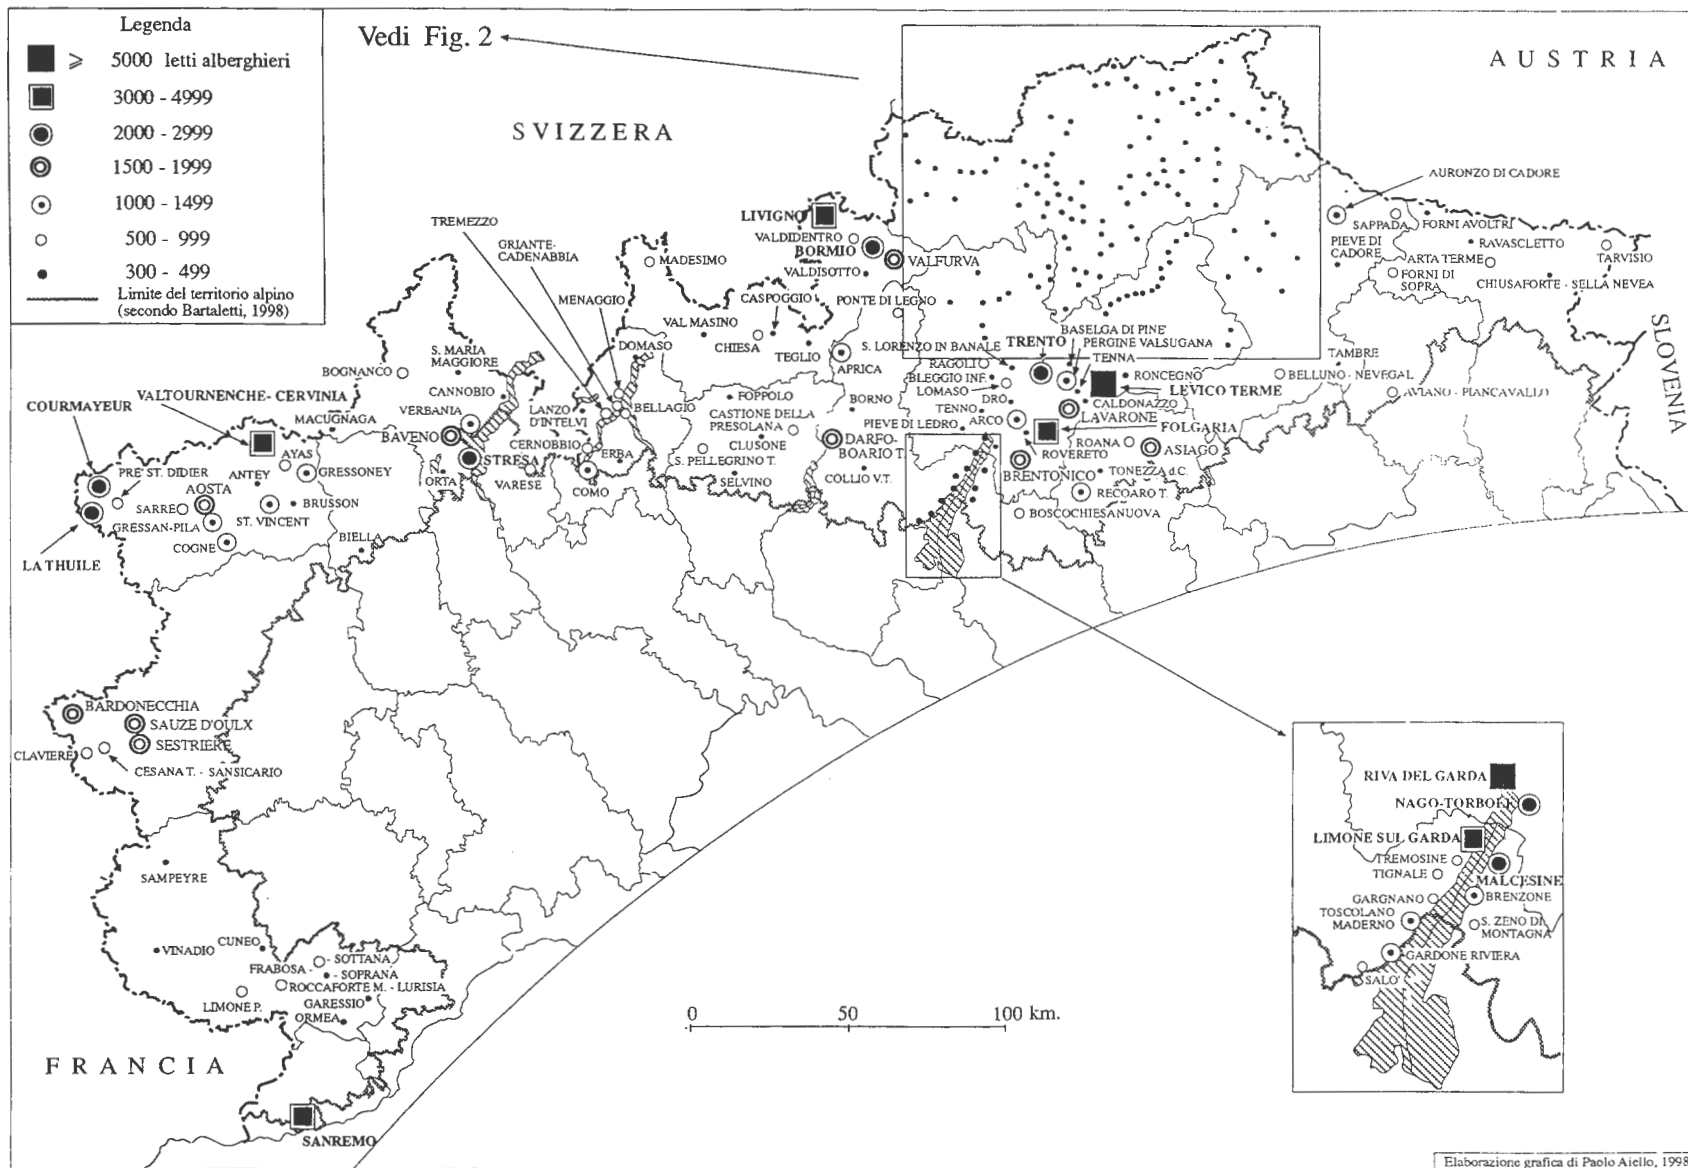 Legenda
⩾ 5000 letti alberghieri
3000 - 4999
2000 - 2999
1500 - 1999
1000 - 1499
500 - 999
300 - 499
Limite del territorio alpino
(secondo Bartaletti, 1998)
Vedi Fig. 2
AUSTRIA
SVIZZERA
SLOVENIA
FRANCIA
AURONZO DI CADORE
SAPPADA
FORNI AVOLTRI
PIEVE DI
CADORE
RAVASCLETTO
ARTA TERME
FORNI DI
SOPRA
TARVISIO
CHIUSAFORTE - SELLA NEVEA
TREMEZZO
GRIANTE-
CADENABBIA
MENAGGIO
LIVIGNO
VALDIDENTRO
BORMIO
VALDISOTTO
VALFURVA
MADESIMO
PONTE DI LEGNO
CASPOGGIO
VAL MASINO
CHIESA
TEGLIO
APRICA
DOMASO
S. MARIA
MAGGIORE
BOGNANCO
CANNOBIO
VERBANIA
BAVENO
STRESA
ORTA
LANZO
D'INTELVI
BELLAGIO
CERNOBBIO
ERBA
VARESE
COMO
FOPPOLO
CASTIONE DELLA
PRESOLANA
CLUSONE
S. PELLEGRINO T.
SELVINO
BORNO
DARFO-
BOARIO T.
COLLIO V.T.
S. LORENZO IN BANALE
TRENTO
BASELGA DI PINE'
PERGINE VALSUGANA
TENNA
RAGOLI
BLEGGIO INF.
LOMASO
DRO
TENNO
ARCO
PIEVE DI LEDRO
RONCEGNO
LEVICO TERME
CALDONAZZO
LAVARONE
FOLGARIA
ROANA
ASIAGO
ROVERETO
BRENTONICO
TONEZZA d.C.
RECOARO T.
BOSCOCHIESANUOVA
TAMBRE
BELLUNO - NEVEGAL
AVIANO - PIANCAVALLO
COURMAYEUR
VALTOURNENCHE - CERVINIA
MACUGNAGA
PRE ST. DIDIER
AYAS
ANTEY
GRESSONEY
AOSTA
SARRE
BRUSSON
ST. VINCENT
GRESSAN-PILA
COGNE
BIELLA
LA THUILE
BARDONECCHIA
SAUZE D'OULX
SESTRIERE
CLAVIERE
CESANA T. - SANSICARIO
SAMPEYRE
VINADIO
CUNEO
FRABOSA - SOTTANA
- SOPRANA
ROCCAFORTE M. - LURISIA
LIMONE P.
GARESSIO
ORMEA
SANREMO
0 50 100 km.
RIVA DEL GARDA
NAGO-TORBOLE
LIMONE SUL GARDA
TREMOSINE
TIGNALE
MALCESINE
GARGNANO
BRENZONE
TOSCOLANO
MADERNO
S. ZENO DI
MONTAGNA
GARDONE RIVIERA
SALO'
Elaborazione grafica di Paolo Aiello, 1998